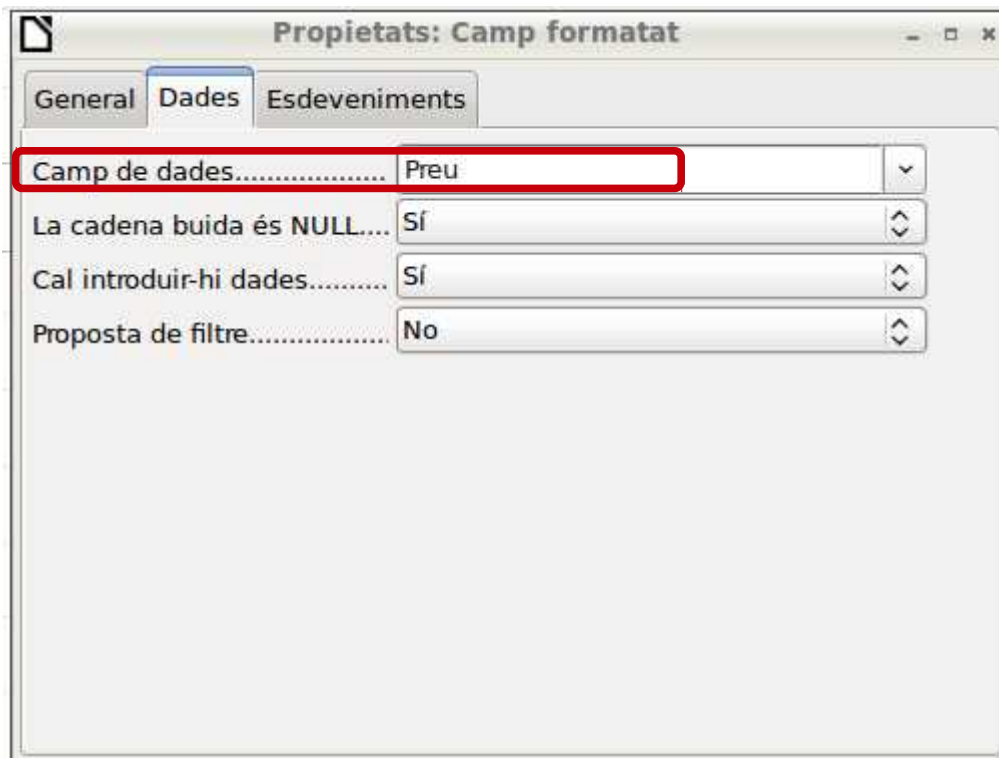 Propietats: Camp formatat
General Dades Esdeveniments
Camp de dades................... Preu
La cadena buida és NULL.... Sí
Cal introduir-hi dades.......... Sí
Proposta de filtre................. No